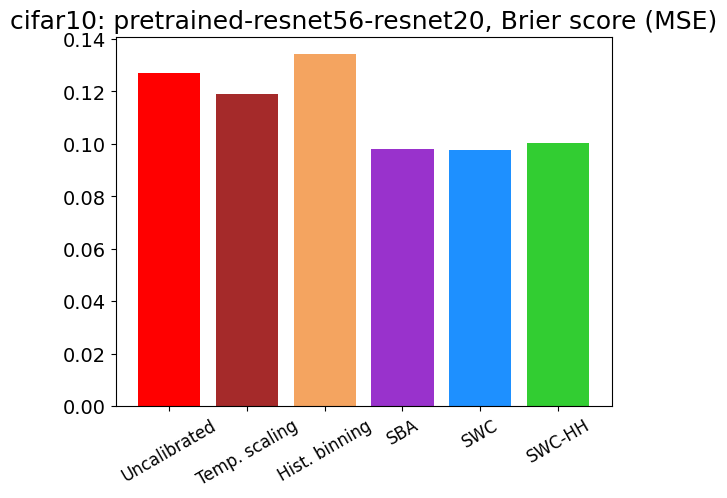 cifar10: pretrained-resnet56-resnet20, Brier score (MSE)
0.14
0.12
0.10
0.08
0.06
0.04
0.02
0.00
Uncalibrated
Temp. scaling
Hist. binning
SBA
SWC
SWC-HH